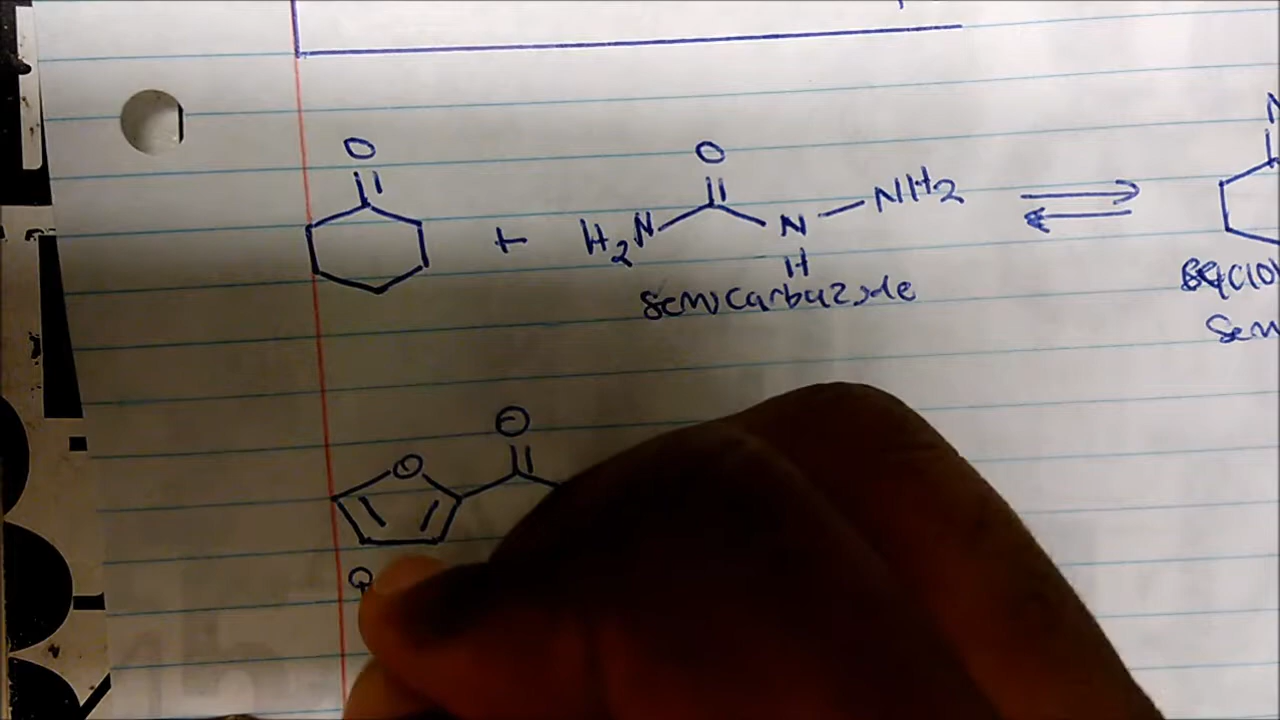 O O
+ H2N N NH2
H
semicarbazide
O
O